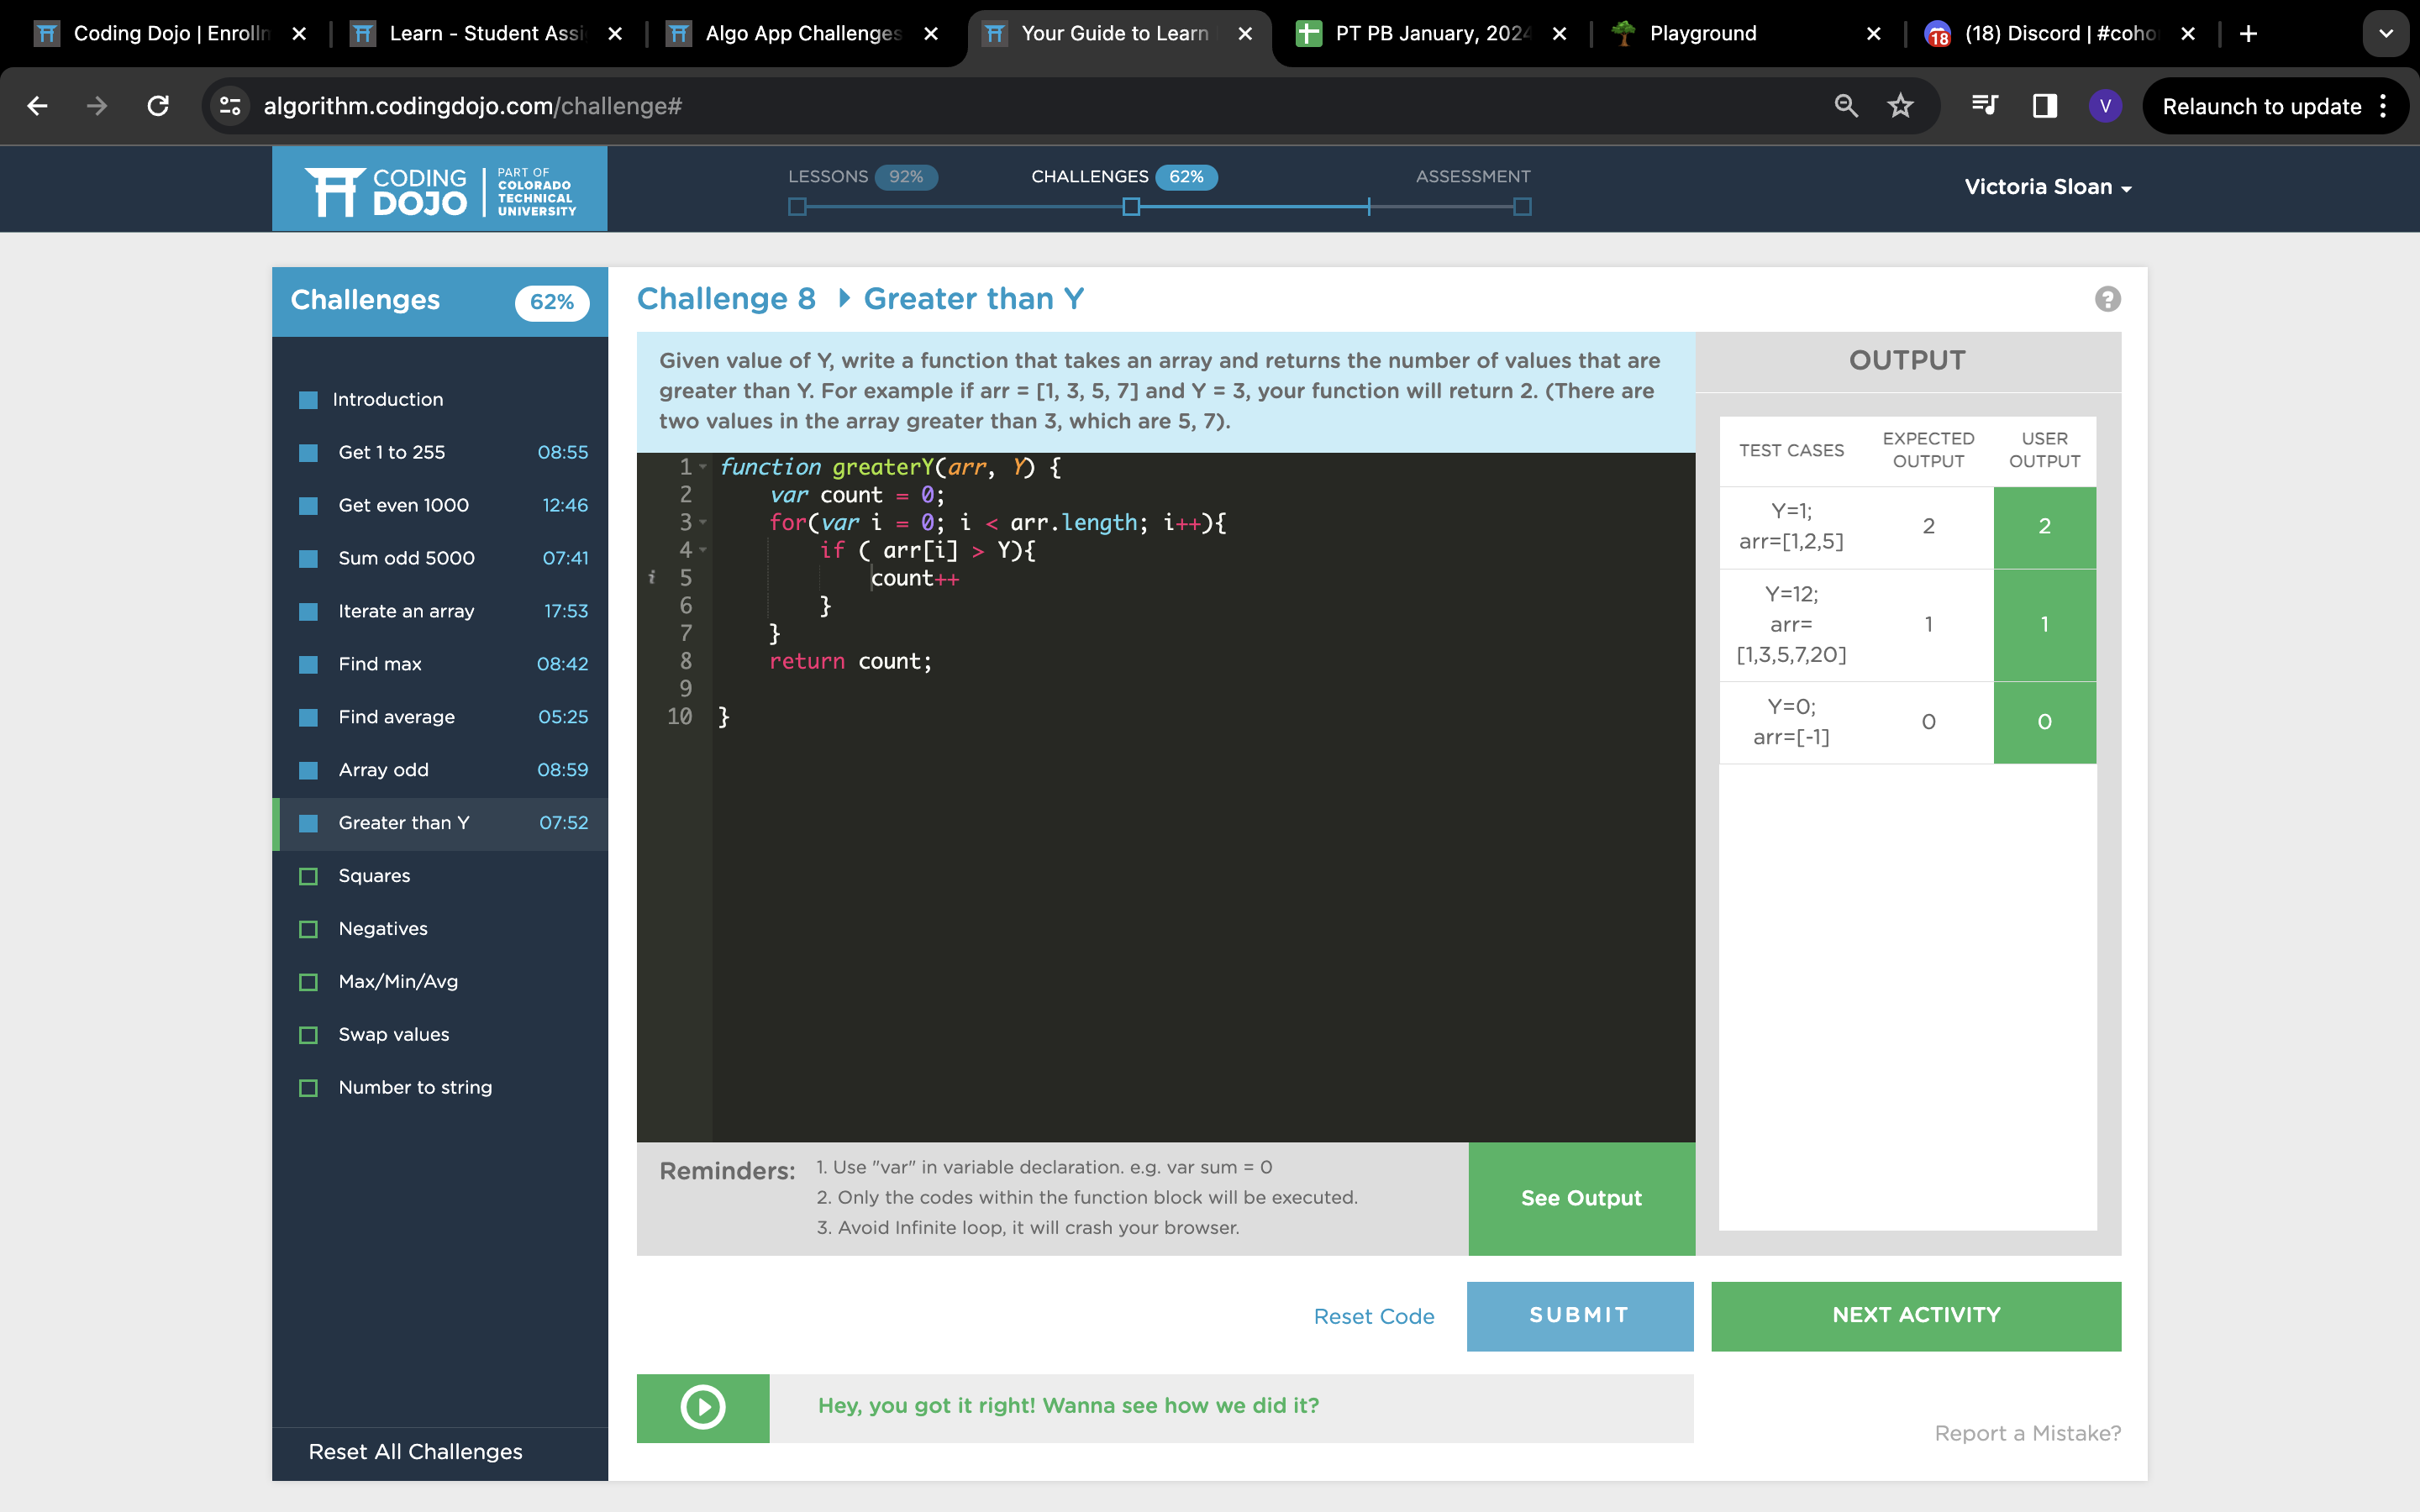 Coding Dojo | Enrolln
Learn - Student Assi
Algo App Challenges
Your Guide to Learn
PT PB January, 2024
Playground
(18) Discord | #coho
18
algorithm.codingdojo.com/challenge#
V
Relaunch to update
CODING
DOJO
PART OF
COLORADO
TECHNICAL
UNIVERSITY
LESSONS 92%
CHALLENGES 62%
ASSESSMENT
Victoria Sloan
Challenges 62%
Introduction
Get 1 to 255 08:55
Get even 1000 12:46
Sum odd 5000 07:41
Iterate an array 17:53
Find max 08:42
Find average 05:25
Array odd 08:59
Greater than Y 07:52
Squares
Negatives
Max/Min/Avg
Swap values
Number to string
Reset All Challenges
Challenge 8 Greater than Y
?
Given value of Y, write a function that takes an array and returns the number of values that are
greater than Y. For example if arr = [1, 3, 5, 7] and Y = 3, your function will return 2. (There are
two values in the array greater than 3, which are 5, 7).
1 function greaterY(arr, Y) {
2 var count = 0;
3 for(var i = 0; i < arr.length; i++){
4 if ( arr[i] > Y){
i 5 count++
6 }
7 }
8 return count;
9
10 }
Reminders:
1. Use "var" in variable declaration. e.g. var sum = 0
2. Only the codes within the function block will be executed.
3. Avoid Infinite loop, it will crash your browser.
See Output
OUTPUT
TEST CASES
EXPECTED
OUTPUT
USER
OUTPUT
Y=1;
arr=[1,2,5]
2
2
Y=12;
arr=
[1,3,5,7,20]
1
1
Y=0;
arr=[-1]
0
0
Reset Code
SUBMIT
NEXT ACTIVITY
Hey, you got it right! Wanna see how we did it?
Report a Mistake?